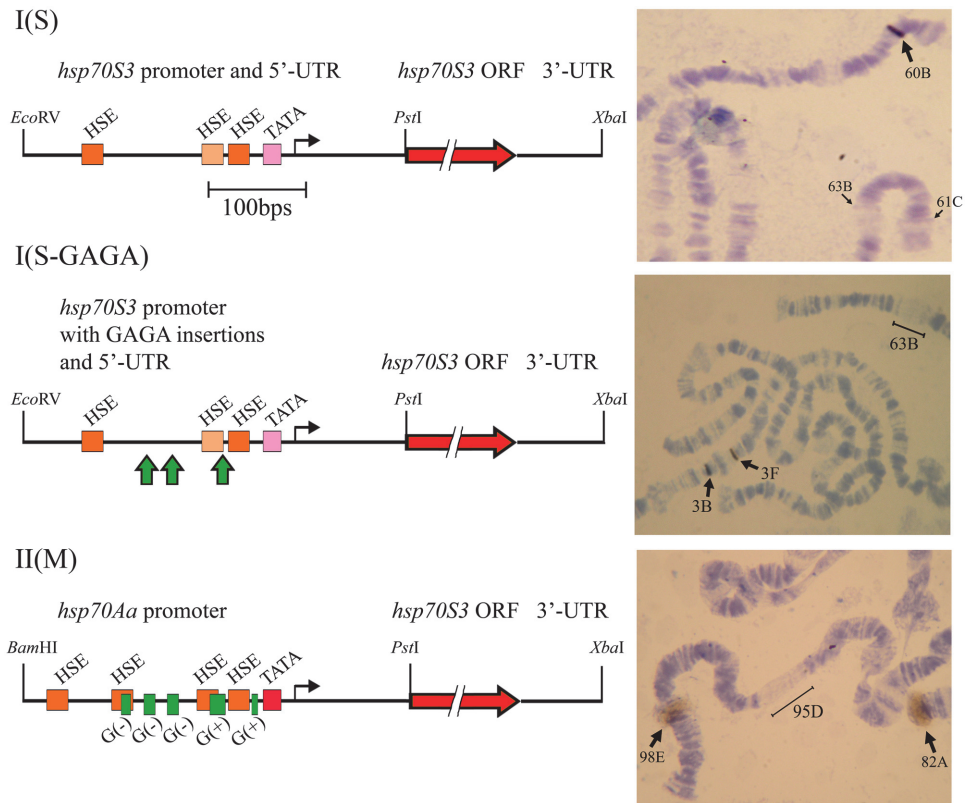 I(S)
hsp70S3 promoter and 5’-UTR
hsp70S3 ORF 3’-UTR
EcoRV
HSE
HSE
HSE
TATA
PstI
XbaI
100bps
60B
63B
61C
I(S-GAGA)
hsp70S3 promoter
with GAGA insertions
and 5’-UTR
hsp70S3 ORF 3’-UTR
EcoRV
HSE
HSE
HSE
TATA
PstI
XbaI
63B
3F
3B
II(M)
hsp70Aa promoter
hsp70S3 ORF 3’-UTR
BamHI
HSE
HSE
HSE
HSE
TATA
PstI
XbaI
G(-)
G(-)
G(-)
G(+)
G(+)
95D
98E
82A